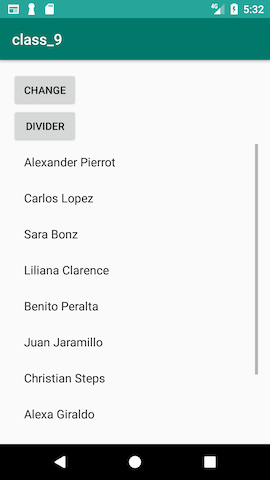 4G 5:32
class_9
CHANGE
DIVIDER
Alexander Pierrot
Carlos Lopez
Sara Bonz
Liliana Clarence
Benito Peralta
Juan Jaramillo
Christian Steps
Alexa Giraldo